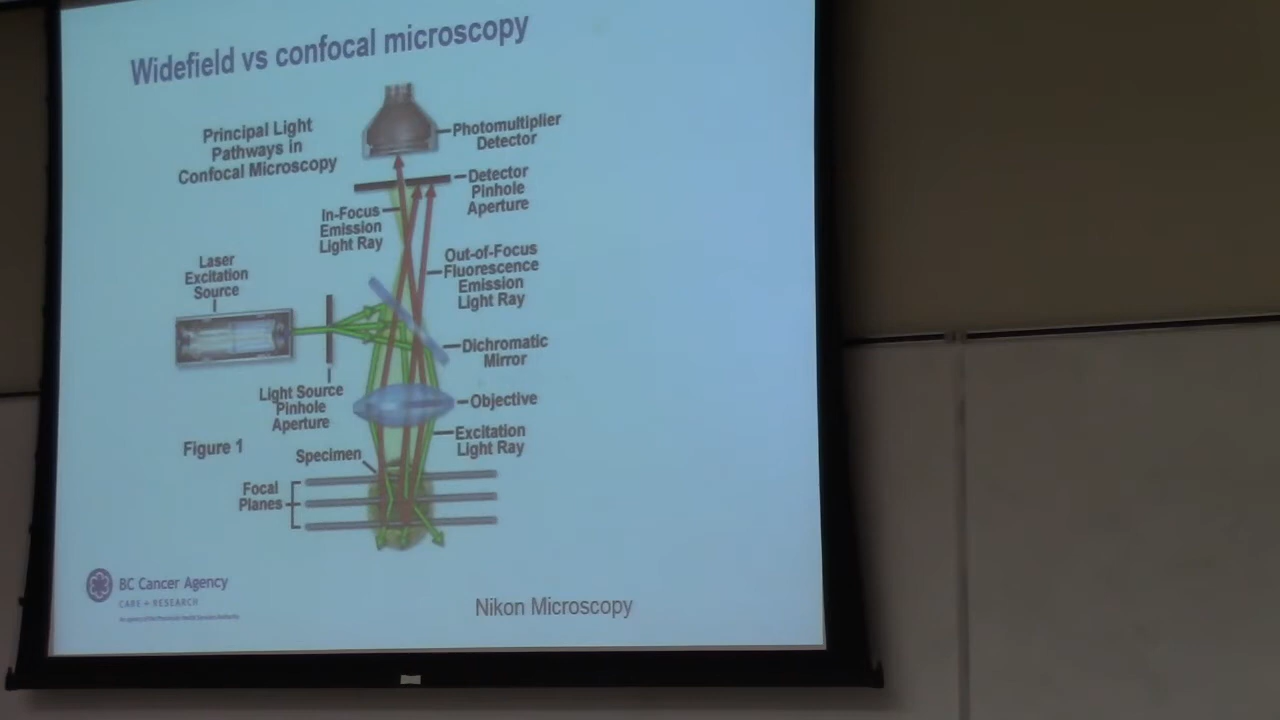 Widefield vs confocal microscopy
Principal Light
Pathways in
Confocal Microscopy
Photomultiplier
Detector
Detector
Pinhole
Aperture
In-Focus
Emission
Light Ray
Out-of-Focus
Fluorescence
Emission
Light Ray
Laser
Excitation
Source
Dichromatic
Mirror
Light Source
Pinhole
Aperture
Objective
Excitation
Light Ray
Figure 1
Specimen
Focal
Planes
BC Cancer Agency
CARE + RESEARCH
Nikon Microscopy